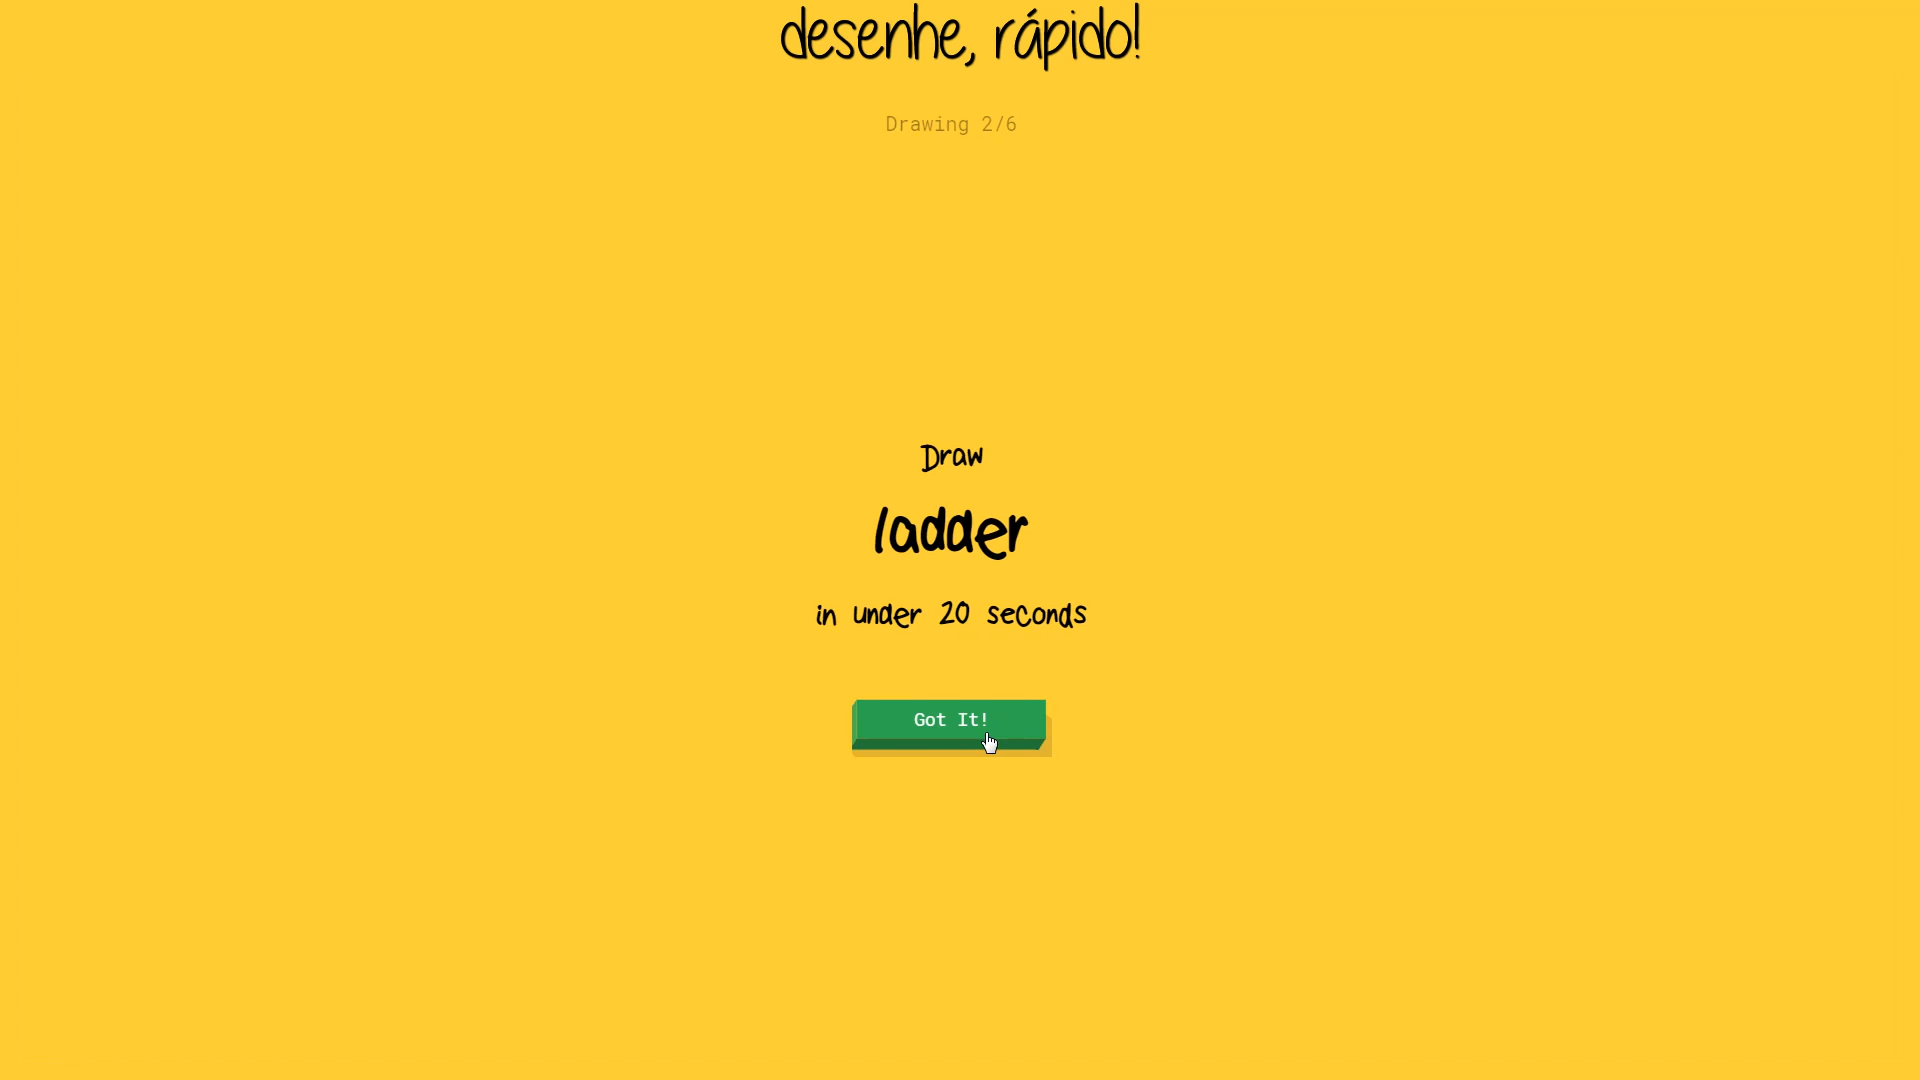 desenhe, rápido!
Drawing 2/6
Draw
ladder
in under 20 seconds
Got It!